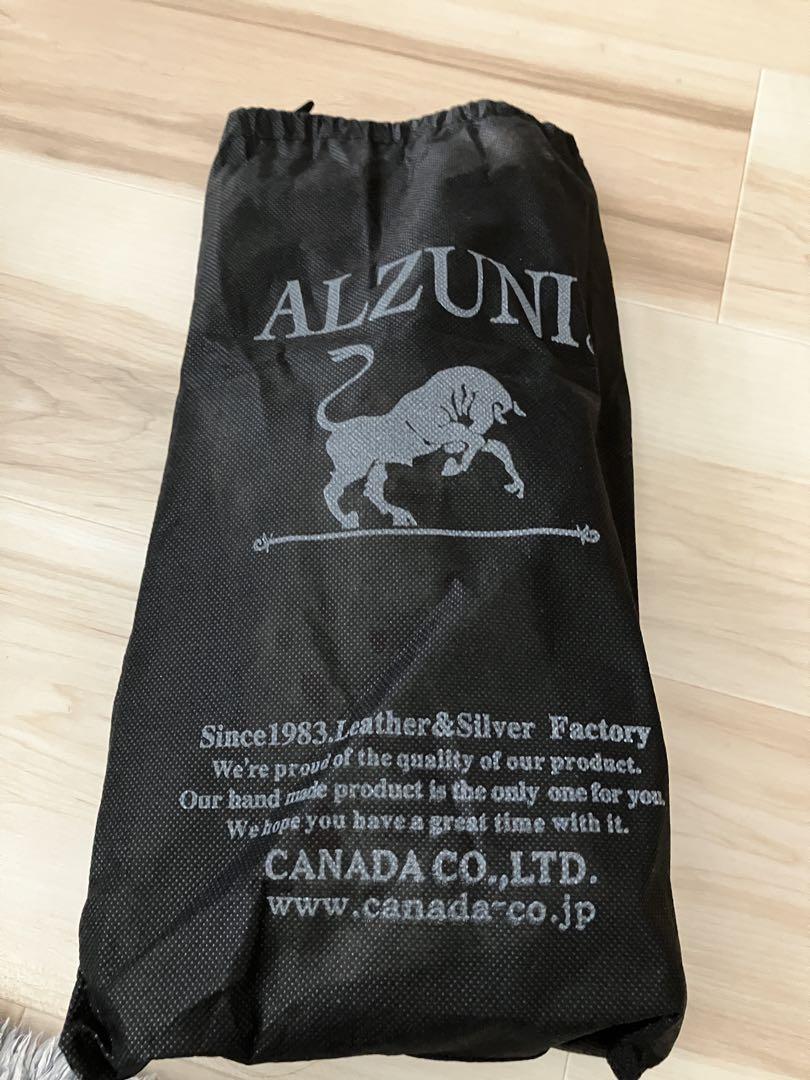 ALZUNI.
Since1983.Leather&Silver Factory
We're proud of the quality of our product.
Our hand made product is the only one for you.
We hope you have a great time with it.
CANADA CO.,LTD.
www.canada-co.jp